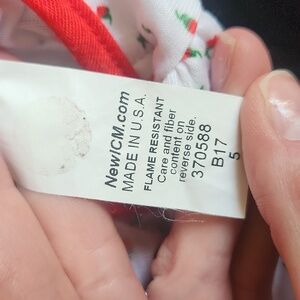 NewICM.com
MADE IN U.S.A.
FLAME RESISTANT
Care and fiber
content on
reverse side.
370588
B17
5